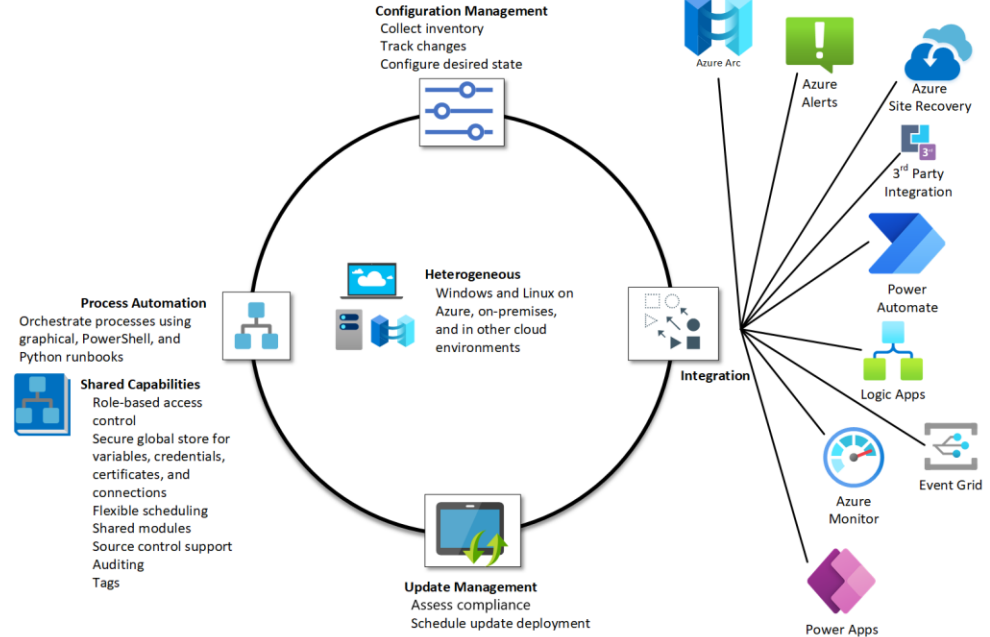 Configuration Management
Collect inventory
Track changes
Configure desired state
Azure Arc
Azure
Alerts
Azure
Site Recovery
3rd
3rd Party
Integration
Power
Automate
Heterogeneous
Windows and Linux on
Azure, on-premises,
and in other cloud
environments
Process Automation
Orchestrate processes using
graphical, PowerShell, and
Python runbooks
Integration
Shared Capabilities
Role-based access
control
Secure global store for
variables, credentials,
certificates, and
connections
Flexible scheduling
Shared modules
Source control support
Auditing
Tags
Logic Apps
Event Grid
Azure
Monitor
Update Management
Assess compliance
Schedule update deployment
Power Apps